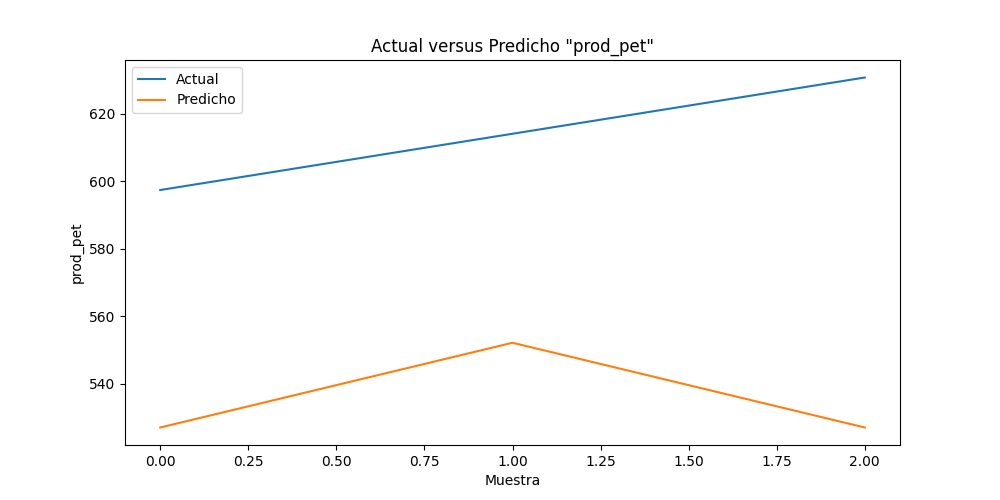 Actual versus Predicho "prod_pet"
Actual
Predicho
620
600
580
560
540
prod_pet
0.00 0.25 0.50 0.75 1.00 1.25 1.50 1.75 2.00
Muestra